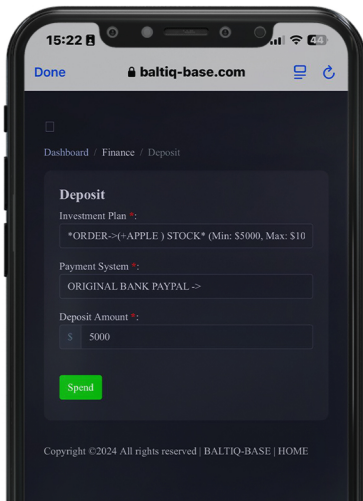 15:22
44
Done
baltiq-base.com
Dashboard / Finance / Deposit
Deposit
Investment Plan *:
*ORDER->(+APPLE ) STOCK* (Min: $5000, Max: $10
Payment System *:
ORIGINAL BANK PAYPAL ->
Deposit Amount *:
$ 5000
Spend
Copyright ©2024 All rights reserved | BALTIQ-BASE | HOME